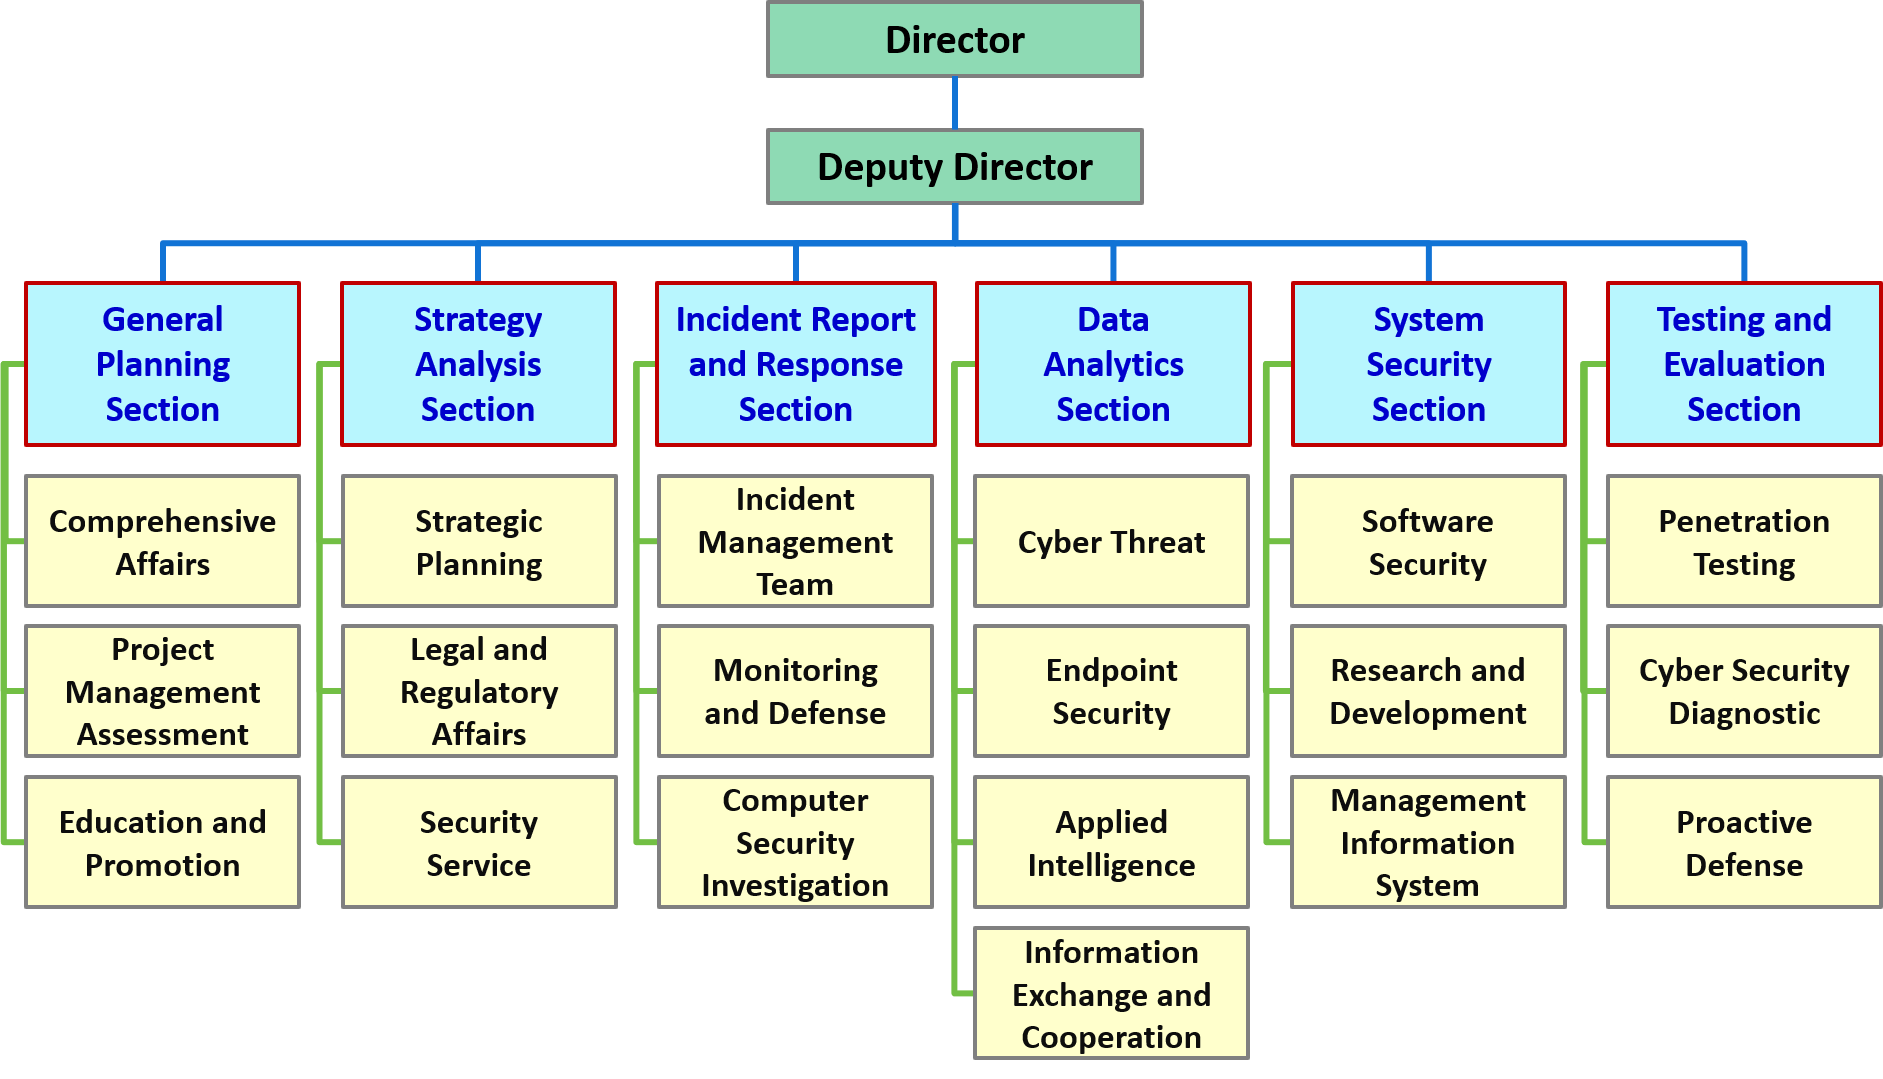 Director
Deputy Director
General
Planning
Section
Comprehensive
Affairs
Project
Management
Assessment
Education and
Promotion
Strategy
Analysis
Section
Strategic
Planning
Legal and
Regulatory
Affairs
Security
Service
Incident Report
and Response
Section
Incident
Management
Team
Monitoring
and Defense
Computer
Security
Investigation
Data
Analytics
Section
Cyber Threat
Endpoint
Security
Applied
Intelligence
Information
Exchange and
Cooperation
System
Security
Section
Software
Security
Research and
Development
Management
Information
System
Testing and
Evaluation
Section
Penetration
Testing
Cyber Security
Diagnostic
Proactive
Defense